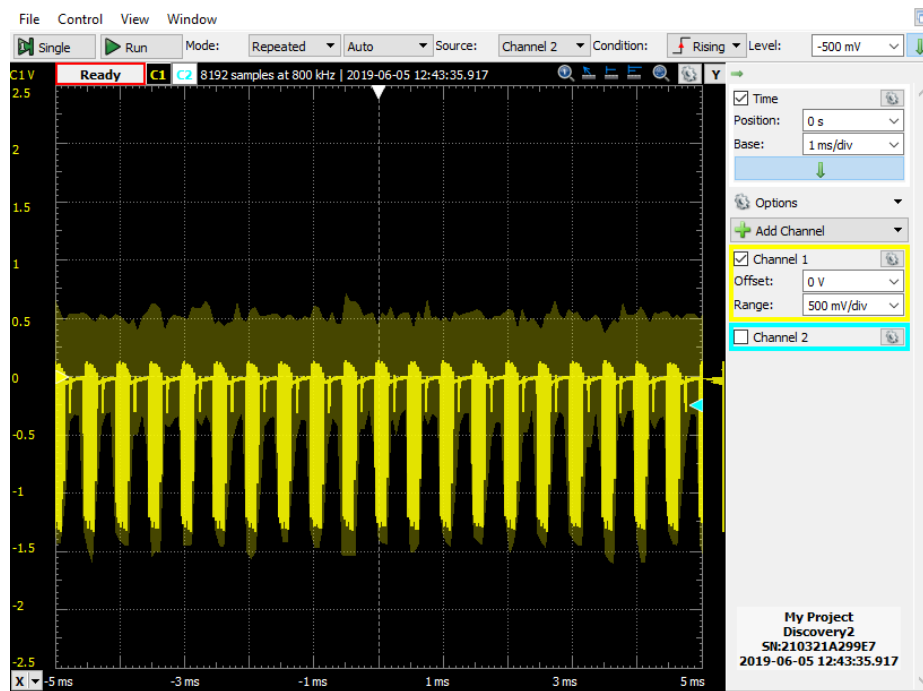 File Control View Window
Single Run Mode: Repeated Auto Source: Channel 2 Condition: Rising Level: -500 mV
C1 V Ready C1 C2 8192 samples at 800 kHz | 2019-06-05 12:43:35.917 Y
2.5
Time
Position: 0 s
2
Base: 1 ms/div
1.5
Options
Add Channel
1
Channel 1
Offset: 0 V
Range: 500 mV/div
0.5
Channel 2
0
-0.5
-1
-1.5
-2
My Project
Discovery2
SN:210321A299E7
2019-06-05 12:43:35.917
-2.5
X -5 ms -3 ms -1 ms 1 ms 3 ms 5 ms